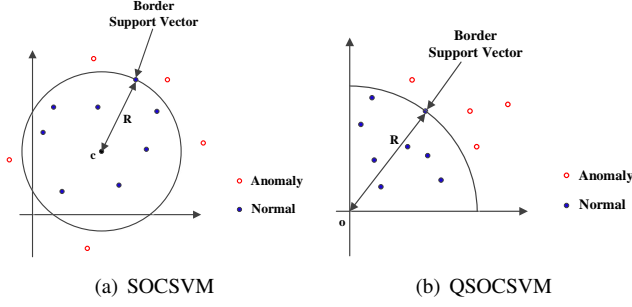 Border
Support Vector
R
c
Anomaly
Normal
(a) SOCSVM
Border
Support Vector
R
o
Anomaly
Normal
(b) QSOCSVM